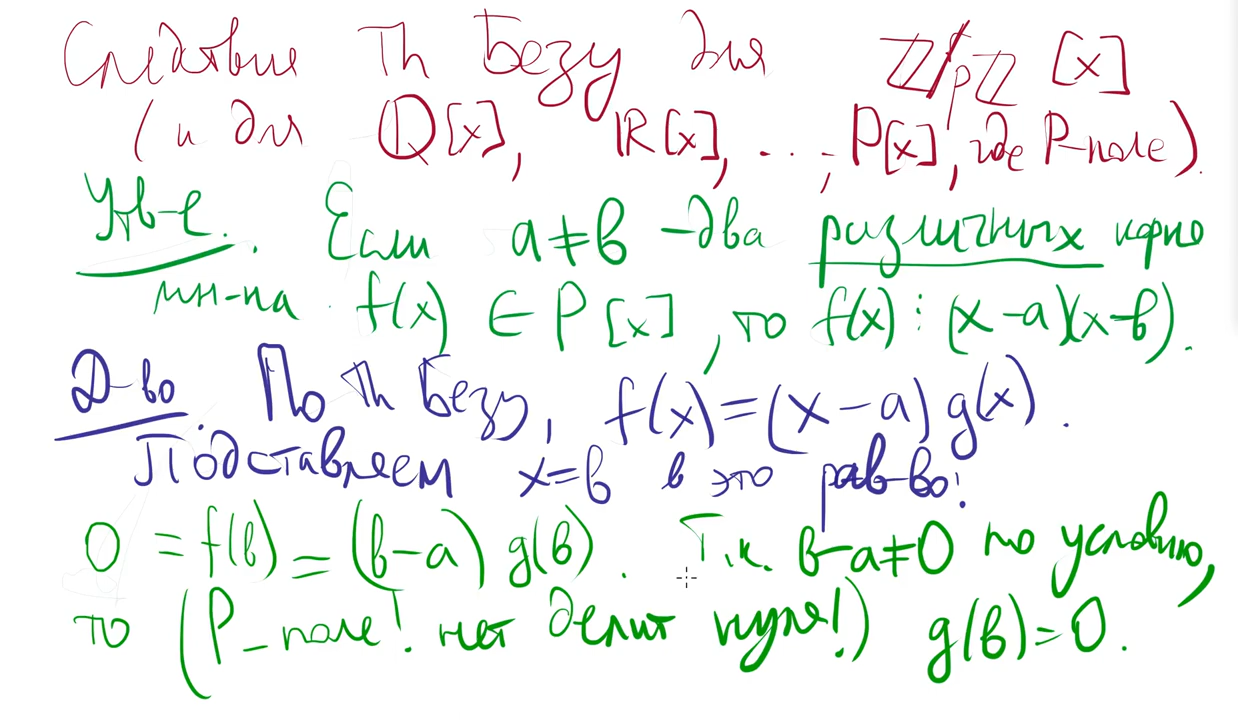 Следствие Th Безу для ℤ/pℤ [x]
(и для ℚ[x], ℝ[x], ..., P[x], где P-поле).
Утв-е. Если a≠b - два различных корня
мн-на f(x) ∈ P[x], то f(x)⋮(x-a)(x-b).
Д-во. По Th Безу, f(x)=(x-a)g(x).
Подставляем x=b в это рав-во:
0 = f(b) = (b-a) g(b). Т.к. b-a≠0 по условию,
то (P-поле! нет делит нуля!) g(b)=0.